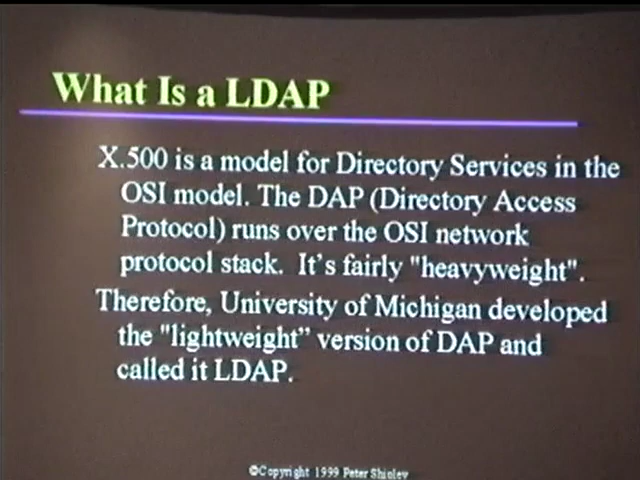 What Is a LDAP
X.500 is a model for Directory Services in the
OSI model. The DAP (Directory Access
Protocol) runs over the OSI network
protocol stack.  It's fairly "heavyweight".
Therefore, University of Michigan developed
the "lightweight” version of DAP and
called it LDAP.
©Copyright 1999 Peter Shipley